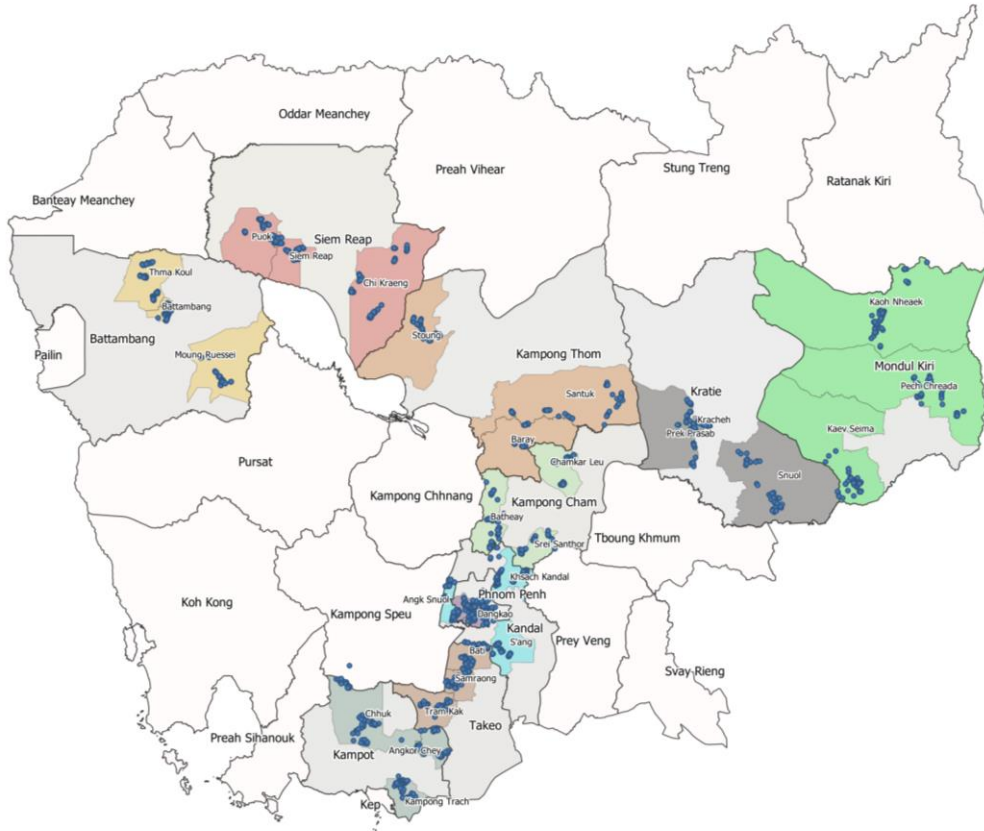 Oddar Meanchey
Preah Vihear
Stung Treng
Ratanak Kiri
Banteay Meanchey
Puok
Siem Reap
Siem Reap
Thma Koul
Chi Kraeng
Battambang
Kaoh Nheaek
Stoung
Battambang
Pailin
Moung Ruessei
Kampong Thom
Mondul Kiri
Pech Chreada
Santuk
Kratie
Kracheh
Prek Prasab
Kaev Seima
Baray
Chamkar Leu
Pursat
Snuol
Kampong Chhnang
Kampong Cham
Batheay
Tboung Khmum
Srei Santhor
Khsach Kandal
Phnom Penh
Angk Snuol
Koh Kong
Kampong Speu
Dangkao
Kandal
S'ang
Prey Veng
Bati
Svay Rieng
Samraong
Tram Kak
Chhuk
Takeo
Preah Sihanouk
Angkor Chey
Kampot
Kep
Kampong Trach